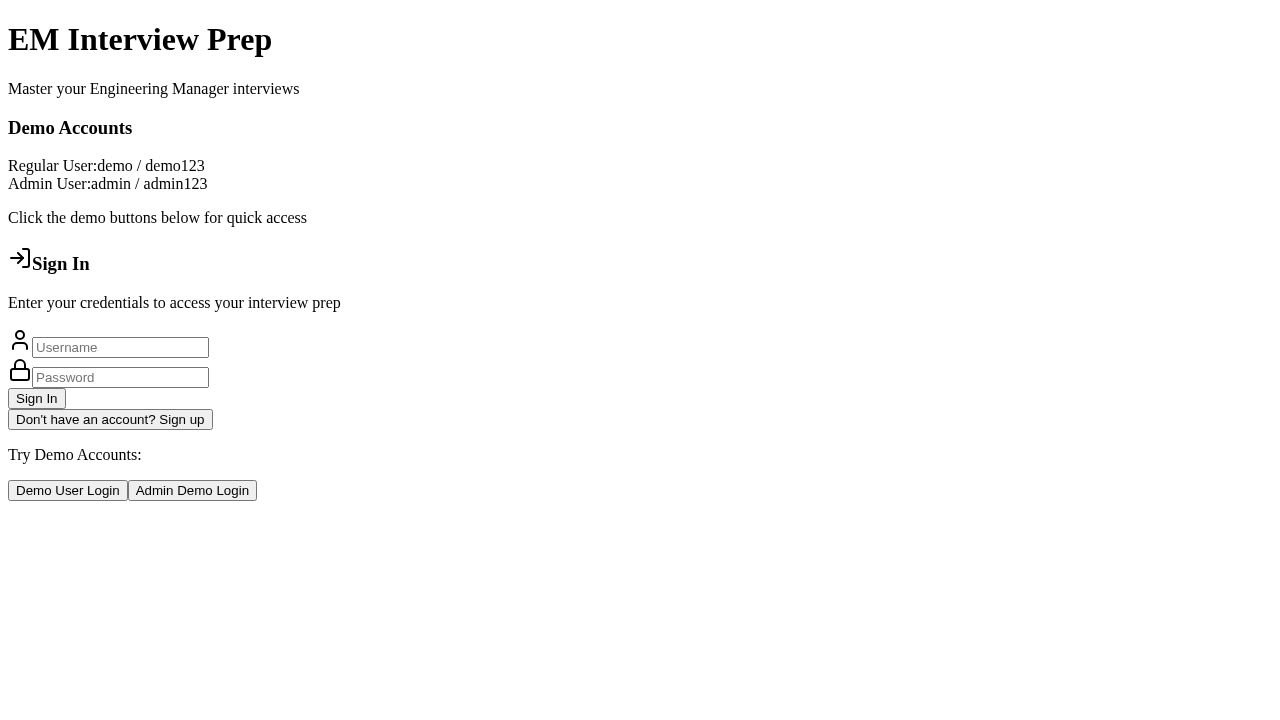 EM Interview Prep
Master your Engineering Manager interviews
Demo Accounts
Regular User:demo / demo123
Admin User:admin / admin123
Click the demo buttons below for quick access
Sign In
Enter your credentials to access your interview prep
Username
Password
Sign In
Don't have an account? Sign up
Try Demo Accounts:
Demo User Login Admin Demo Login